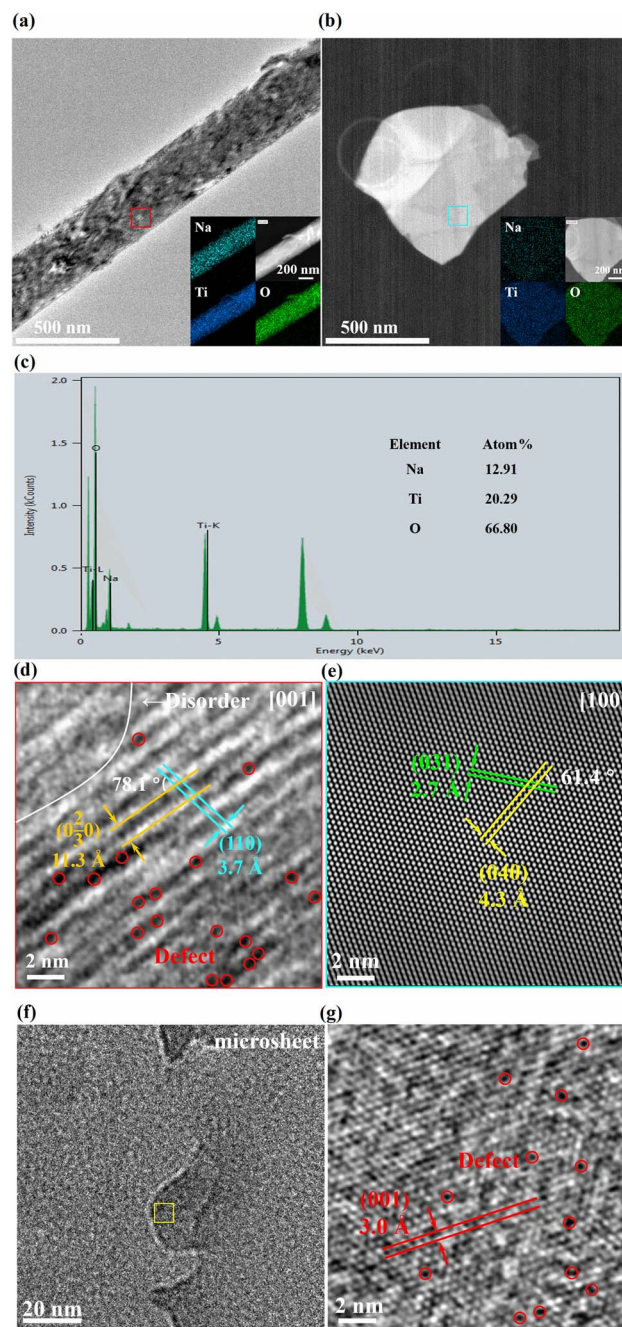 (a)
(b)
Na
200 nm
Ti
O
500 nm
Na
200 nm
Ti
O
500 nm
(c)
2.0
1.5
1.0
0.5
0.0
Intensity (kCounts)
O
Ti-L
Na
Ti-K
Element Atom%
Na 12.91
Ti 20.29
O 66.80
0 5 10 15
Energy (keV)
(d)
(e)
←Disorder
[001]
78.1 °
(0 2/3 0)
11.3 Å
(110)
3.7 Å
Defect
2 nm
[100]
(031)
2.7 Å
61.4 °
(040)
4.3 Å
2 nm
(f)
(g)
microsheet
20 nm
Defect
(001)
3.0 Å
2 nm